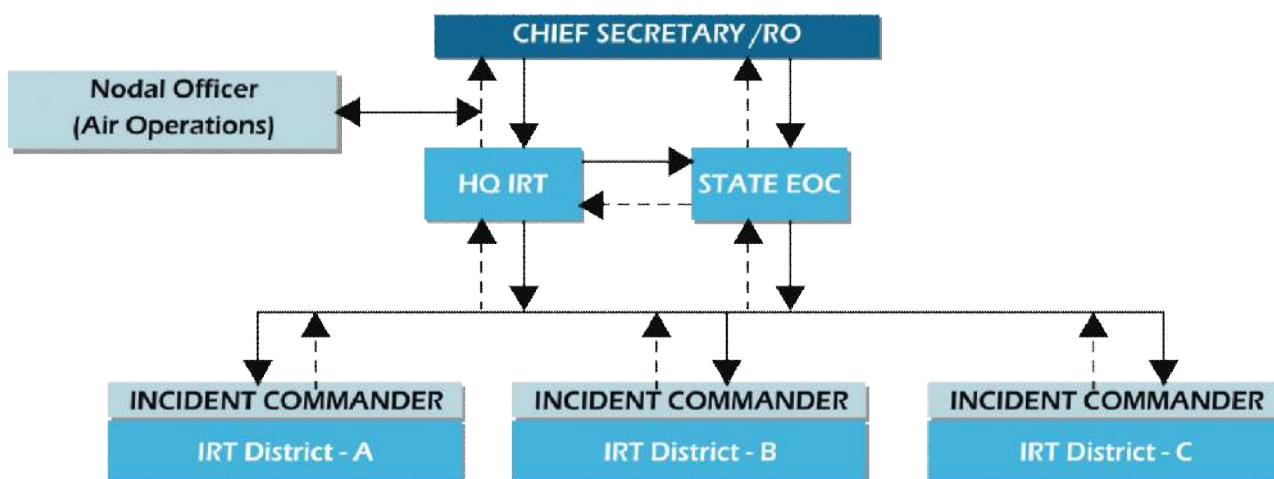 CHIEF SECRETARY /RO
Nodal Officer
(Air Operations)
HQ IRT
STATE EOC
INCIDENT COMMANDER
IRT District - A
INCIDENT COMMANDER
IRT District - B
INCIDENT COMMANDER
IRT District - C